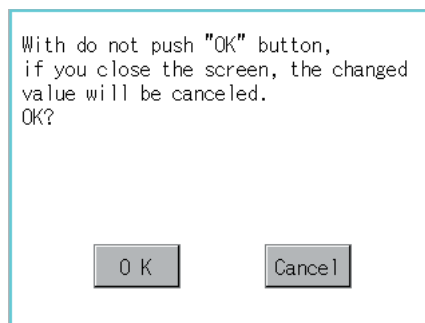 With do not push "OK" button,
if you close the screen, the changed
value will be canceled.
OK?
O K
Cancel